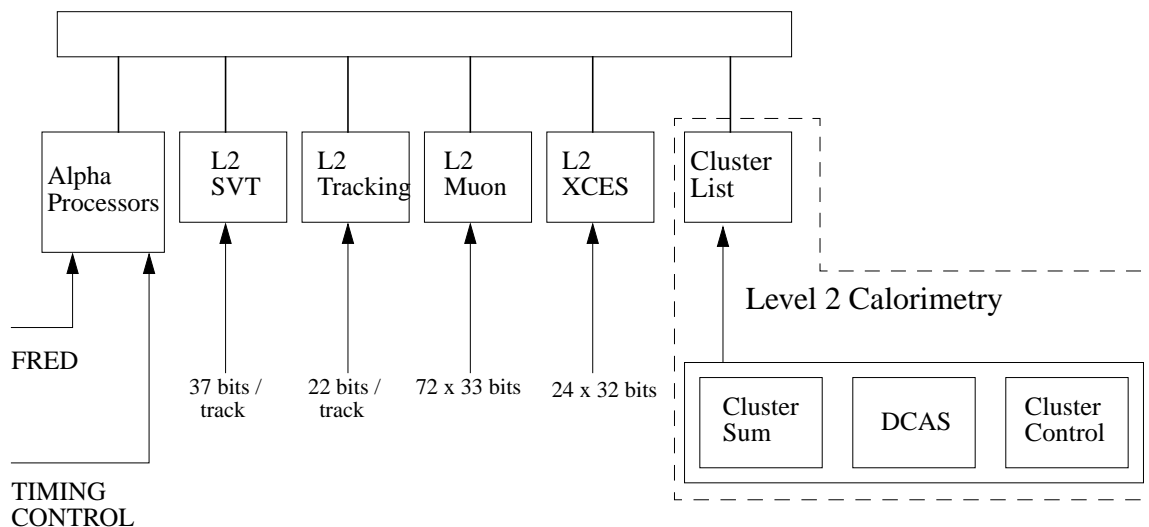 Alpha
Processors
L2
SVT
L2
Tracking
L2
Muon
L2
XCES
Cluster
List
Level 2 Calorimetry
FRED
37 bits /
track
22 bits /
track
72 x 33 bits
24 x 32 bits
Cluster
Sum
DCAS
Cluster
Control
TIMING
CONTROL